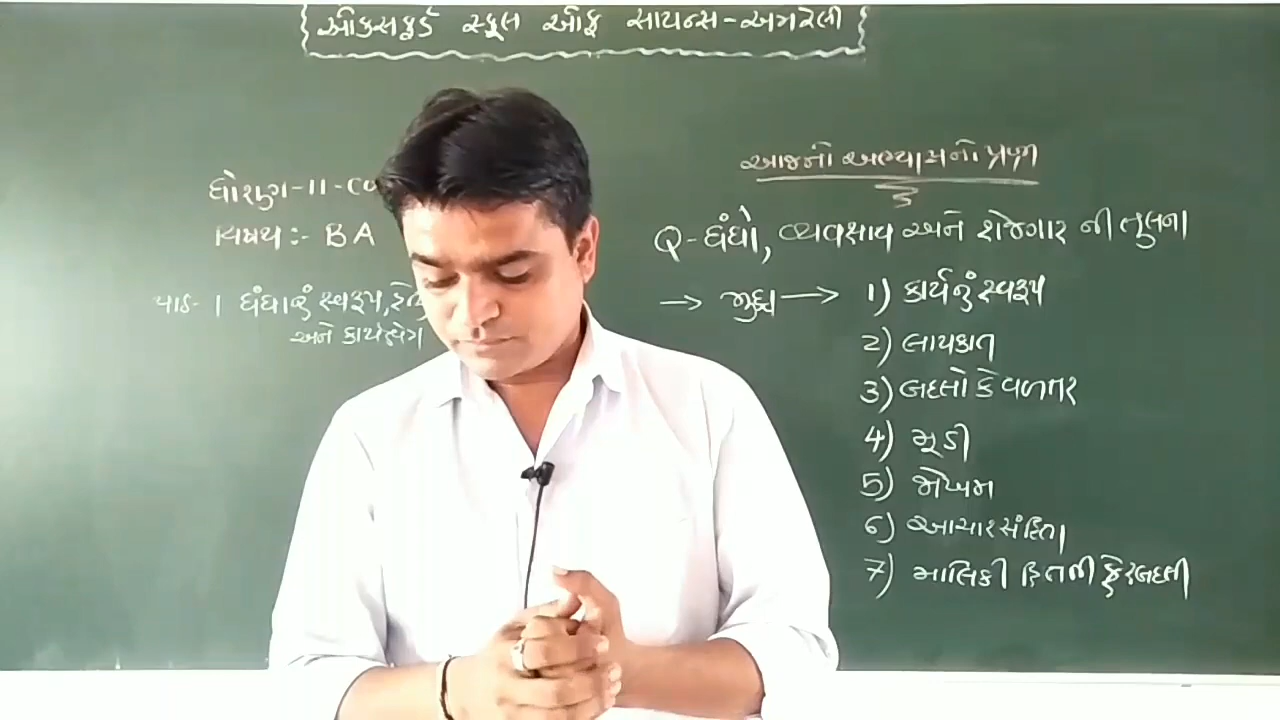 ઓક્સફર્ડ સ્કૂલ ઓફ સાયન્સ-અમરેલી
ધોરણ-11-co
વિષય :- BA
પાઠ-1 ધંધાનું સ્વરૂપ, હેતુ
અને કાર્યક્ષેત્ર
આજનો અભ્યાસનો પ્રશ્ન
Q-ધંધો, વ્યવસાય અને રોજગાર ની તુલના
→ મુદ્દા → 1) કાર્યનું સ્વરૂપ
2) લાયકાત
3) બદલો કે વળતર
4) મૂડી
5) જોખમ
6) આચારસંહિતા
7) માલિકી હિતની ફેરબદલી